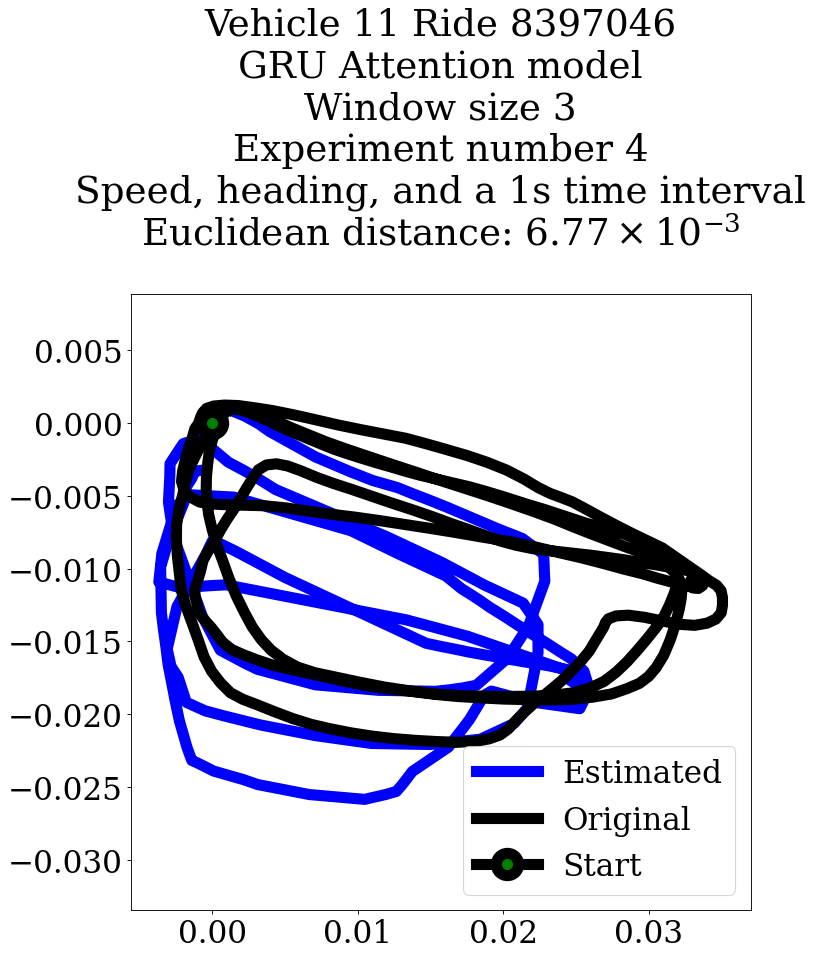 Vehicle 11 Ride 8397046
GRU Attention model
Window size 3
Experiment number 4
Speed, heading, and a 1s time interval
Euclidean distance: 6.77 × 10⁻³
0.005
0.000
−0.005
−0.010
−0.015
−0.020
−0.025
−0.030
Estimated
Original
Start
0.00 0.01 0.02 0.03